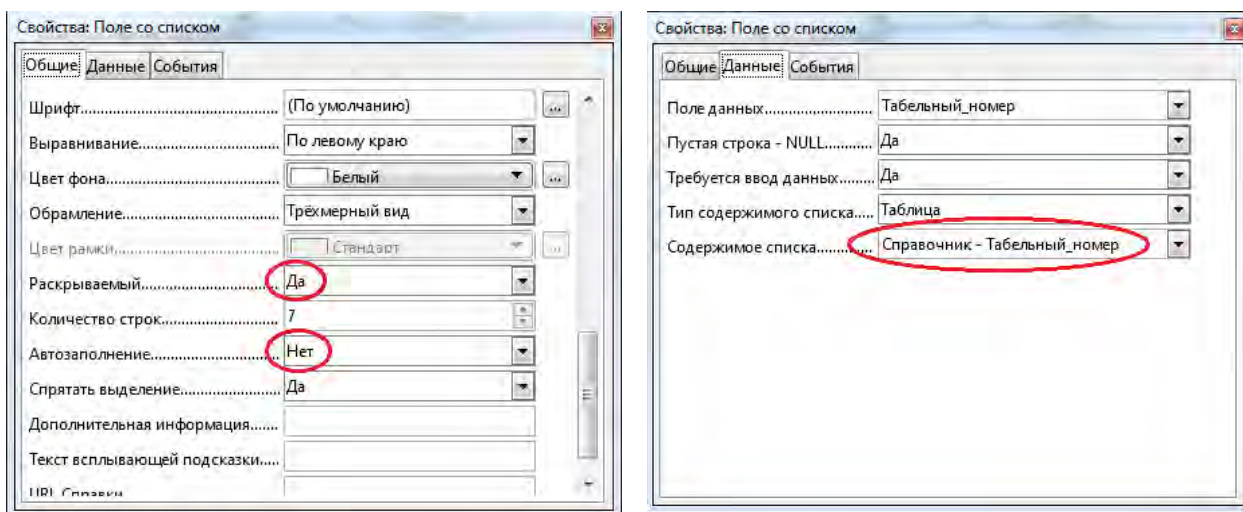 Свойства: Поле со списком
Общие Данные События
Шрифт............................................. (По умолчанию) ...
Выравнивание................................. По левому краю
Цвет фона........................................ Белый ...
Обрамление..................................... Трёхмерный вид
Цвет рамки...................................... Стандарт ...
Раскрываемый................................. Да
Количество строк............................. 7
Автозаполнение............................... Нет
Спрятать выделение......................... Да
Дополнительная информация.......
Текст всплывающей подсказки.....
URL Справки
Свойства: Поле со списком
Общие Данные События
Поле данных.......................... Табельный_номер
Пустая строка - NULL............ Да
Требуется ввод данных......... Да
Тип содержимого списка..... Таблица
Содержимое списка.............. Справочник - Табельный_номер